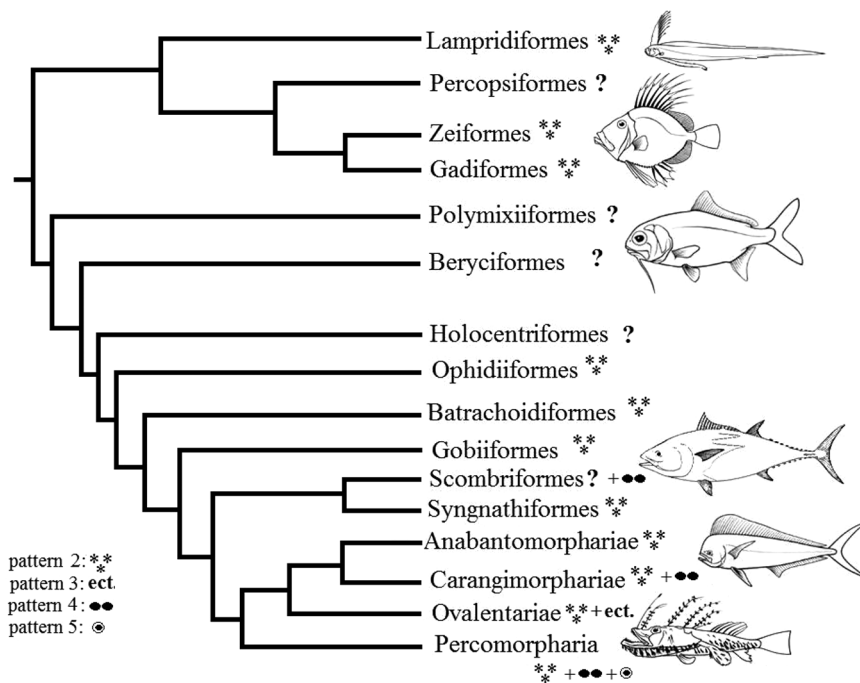 Lampridiformes **
*
Percopsiformes ?
Zeiformes **
*
Gadiformes **
*
Polymixiiformes ?
Beryciformes ?
Holocentriformes ?
Ophidiiformes **
*
Batrachoidiformes **
*
Gobiiformes **
*
Scombriformes ? +
Syngnathiformes **
*
Anabantomorphariae **
*
Carangimorphariae ** +
*
Ovalentariae ** + ect.
*
Percomorpharia
** + +
*
pattern 2: **
*
pattern 3: ect.
pattern 4:
pattern 5: